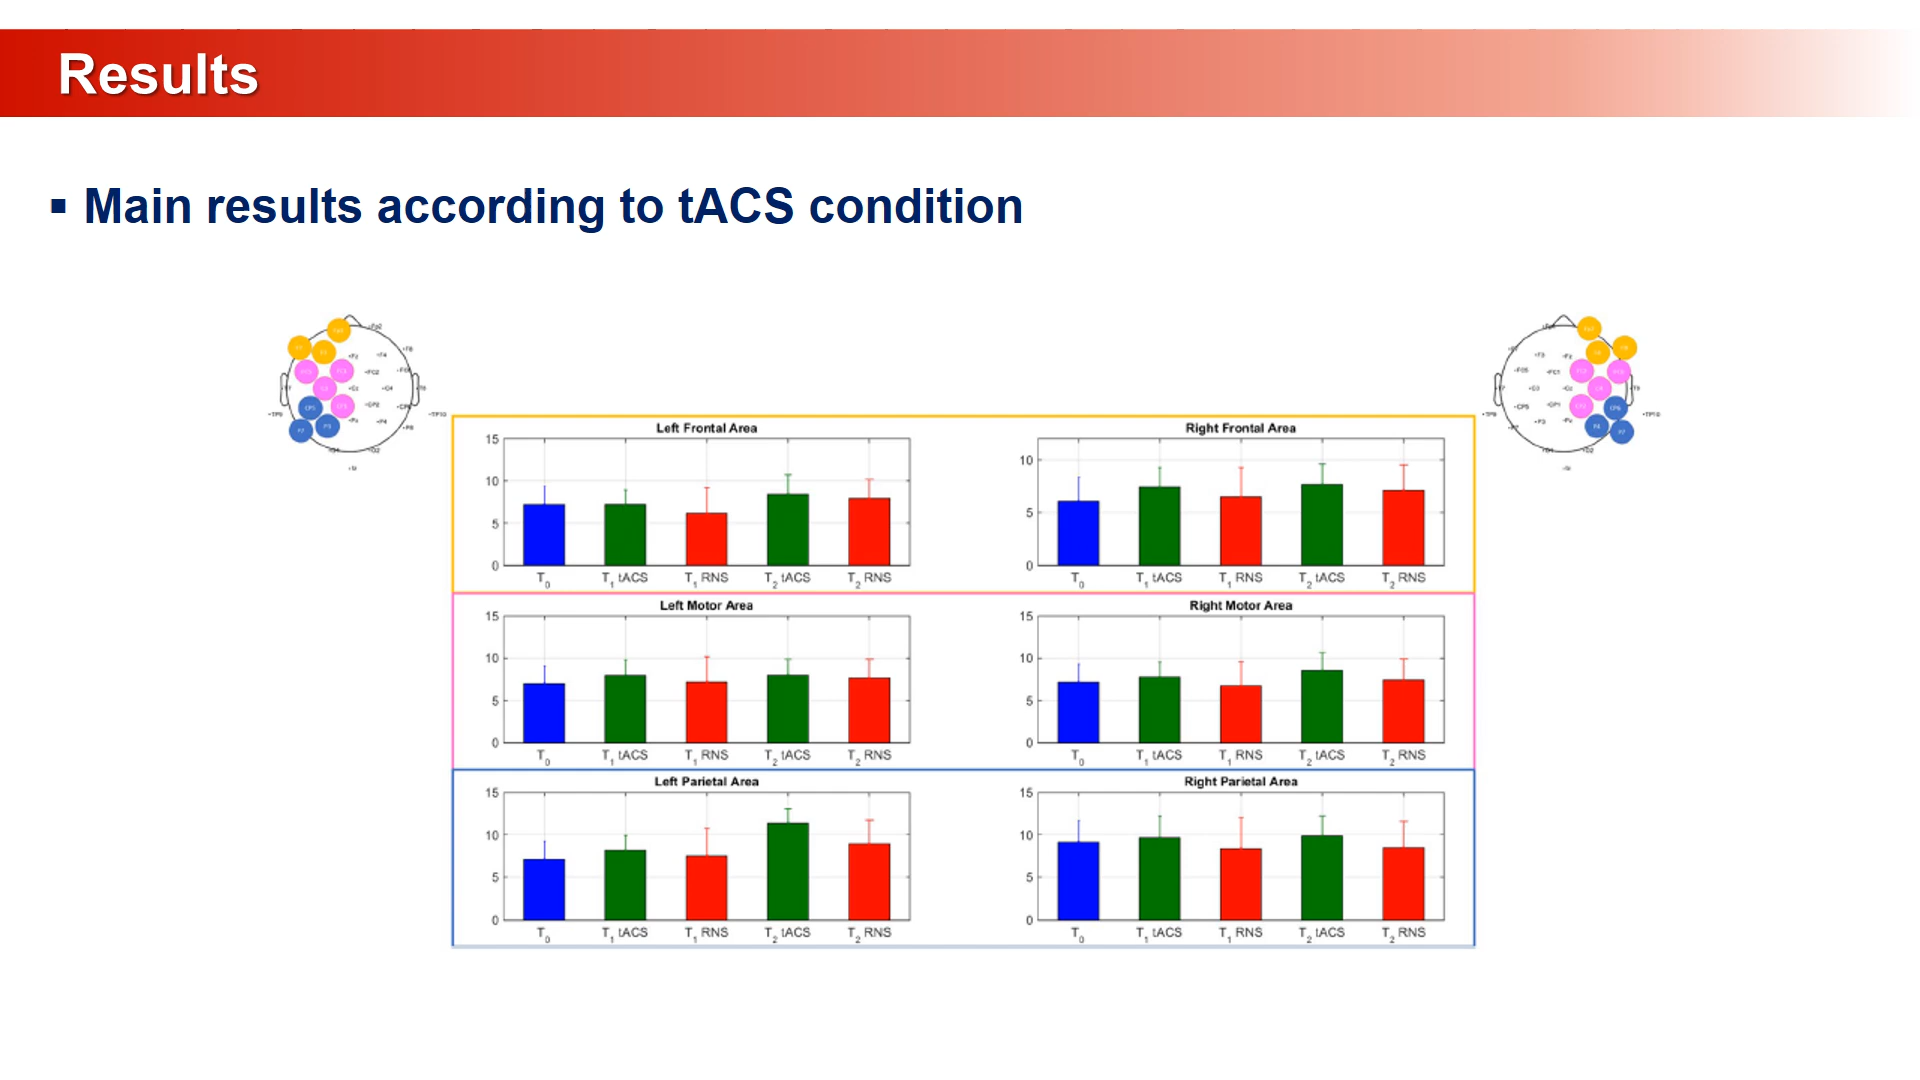 Results
▪ Main results according to tACS condition
Left Frontal Area
15
10
5
0
T0 T1 tACS T1 RNS T2 tACS T2 RNS
Right Frontal Area
10
5
0
T0 T1 tACS T1 RNS T2 tACS T2 RNS
Left Motor Area
15
10
5
0
T0 T1 tACS T1 RNS T2 tACS T2 RNS
Right Motor Area
15
10
5
0
T0 T1 tACS T1 RNS T2 tACS T2 RNS
Left Parietal Area
15
10
5
0
T0 T1 tACS T1 RNS T2 tACS T2 RNS
Right Parietal Area
15
10
5
0
T0 T1 tACS T1 RNS T2 tACS T2 RNS